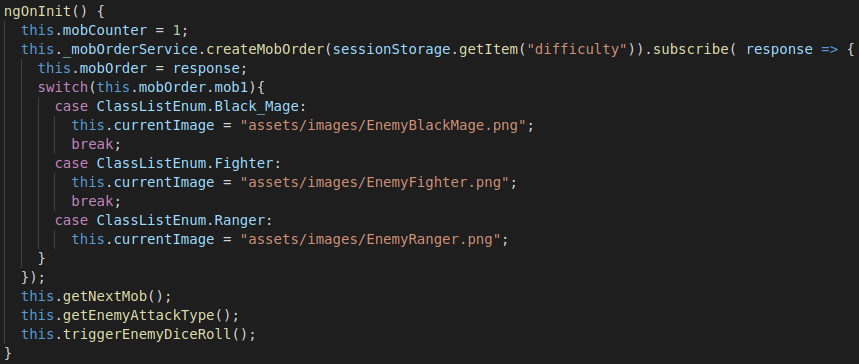 ngOnInit() {
  this.mobCounter = 1;
  this._mobOrderService.createMobOrder(sessionStorage.getItem("difficulty")).subscribe( response => {
    this.mobOrder = response;
    switch(this.mobOrder.mob1){
      case ClassListEnum.Black_Mage:
        this.currentImage = "assets/images/EnemyBlackMage.png";
        break;
      case ClassListEnum.Fighter:
        this.currentImage = "assets/images/EnemyFighter.png";
        break;
      case ClassListEnum.Ranger:
        this.currentImage = "assets/images/EnemyRanger.png";
    }
  });
  this.getNextMob();
  this.getEnemyAttackType();
  this.triggerEnemyDiceRoll();
}